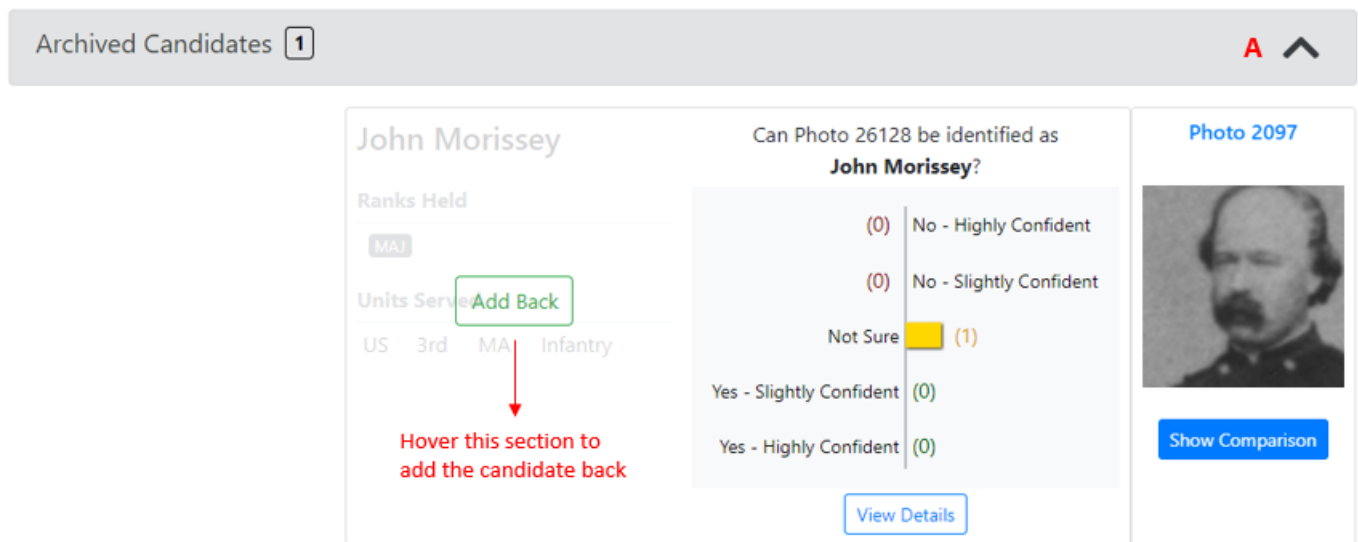 Archived Candidates 1
A
John Morissey
Ranks Held
MAJ
Units Served
Add Back
US 3rd MA Infantry
Hover this section to
add the candidate back
Can Photo 26128 be identified as
John Morissey?
(0) No - Highly Confident
(0) No - Slightly Confident
Not Sure (1)
Yes - Slightly Confident (0)
Yes - Highly Confident (0)
View Details
Photo 2097
Show Comparison